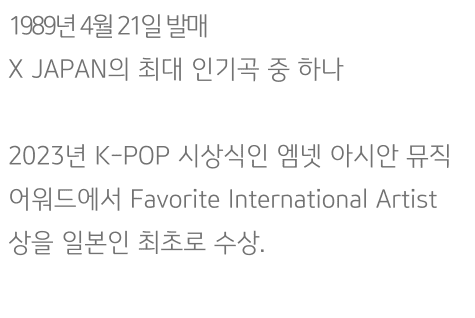 1989년 4월 21일 발매
X JAPAN의 최대 인기곡 중 하나
2023년 K-POP 시상식인 엠넷 아시안 뮤직
어워드에서 Favorite International Artist
상을 일본인 최초로 수상.